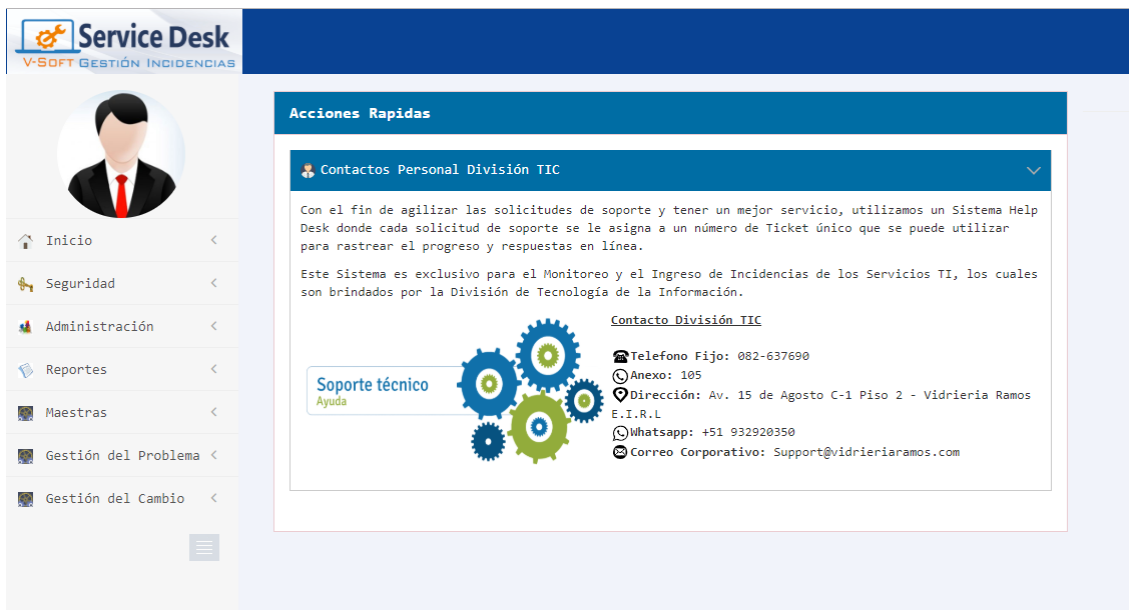 Service Desk
V-SOFT GESTIÓN INCIDENCIAS
Inicio
Seguridad
Administración
Reportes
Maestras
Gestión del Problema
Gestión del Cambio
Acciones Rapidas
Contactos Personal División TIC
Con el fin de agilizar las solicitudes de soporte y tener un mejor servicio, utilizamos un Sistema Help
Desk donde cada solicitud de soporte se le asigna a un número de Ticket único que se puede utilizar
para rastrear el progreso y respuestas en línea.
Este Sistema es exclusivo para el Monitoreo y el Ingreso de Incidencias de los Servicios TI, los cuales
son brindados por la División de Tecnología de la Información.
Soporte técnico
Ayuda
Contacto División TIC
Telefono Fijo: 082-637690
Anexo: 105
Dirección: Av. 15 de Agosto C-1 Piso 2 - Vidrieria Ramos
E.I.R.L
Whatsapp: +51 932920350
Correo Corporativo: Support@vidrieriaramos.com